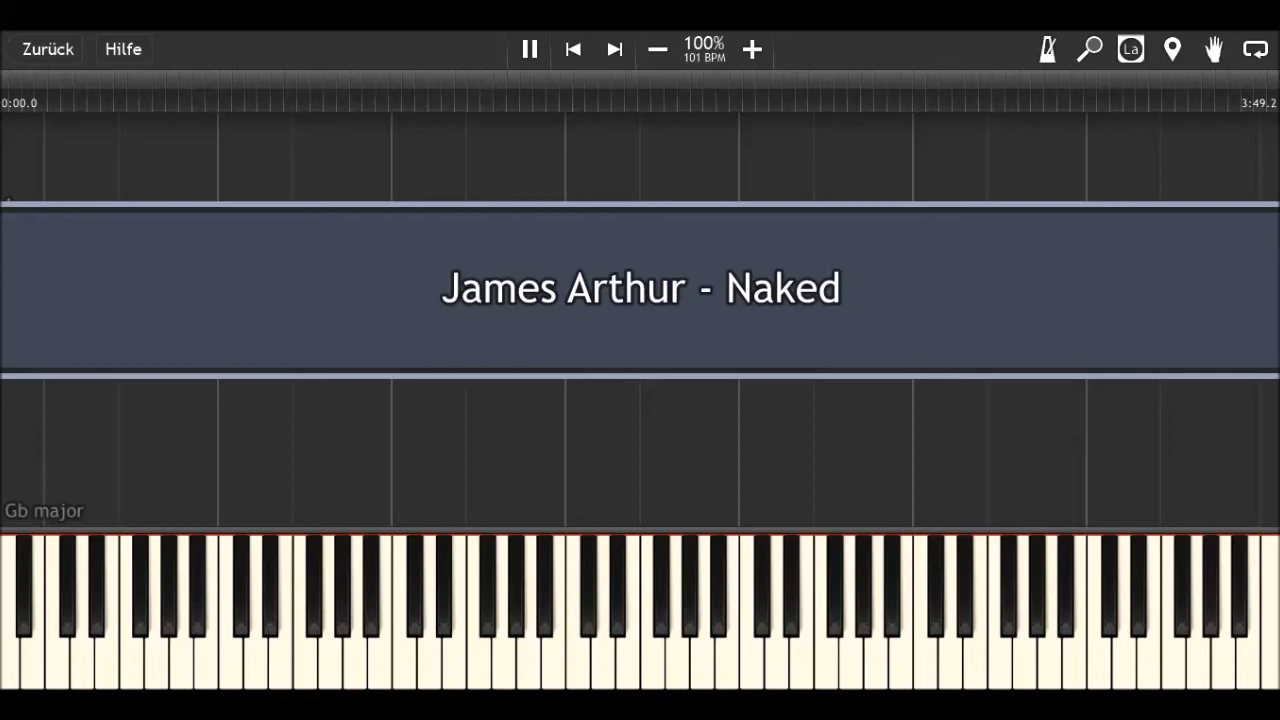 Zurück Hilfe 100% La
101 BPM
0:00.0 3:49.2
James Arthur - Naked
Gb major